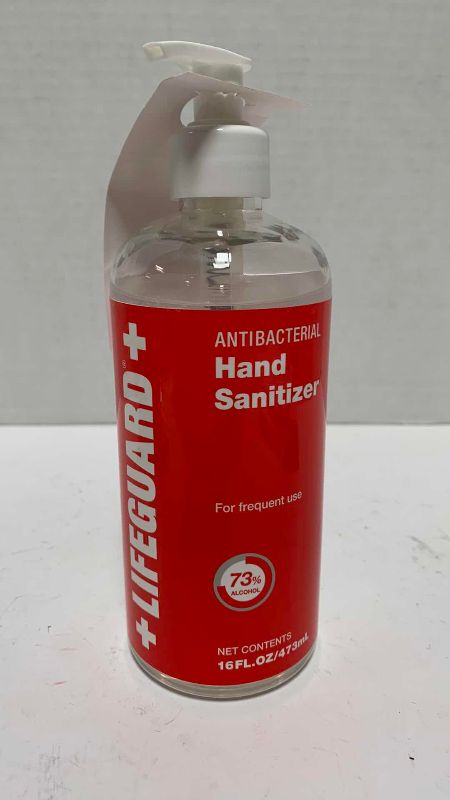 +LIFEGUARD®+
ANTIBACTERIAL
Hand
Sanitizer
For frequent use
73%
ALCOHOL
NET CONTENTS
16FL.OZ/473mL